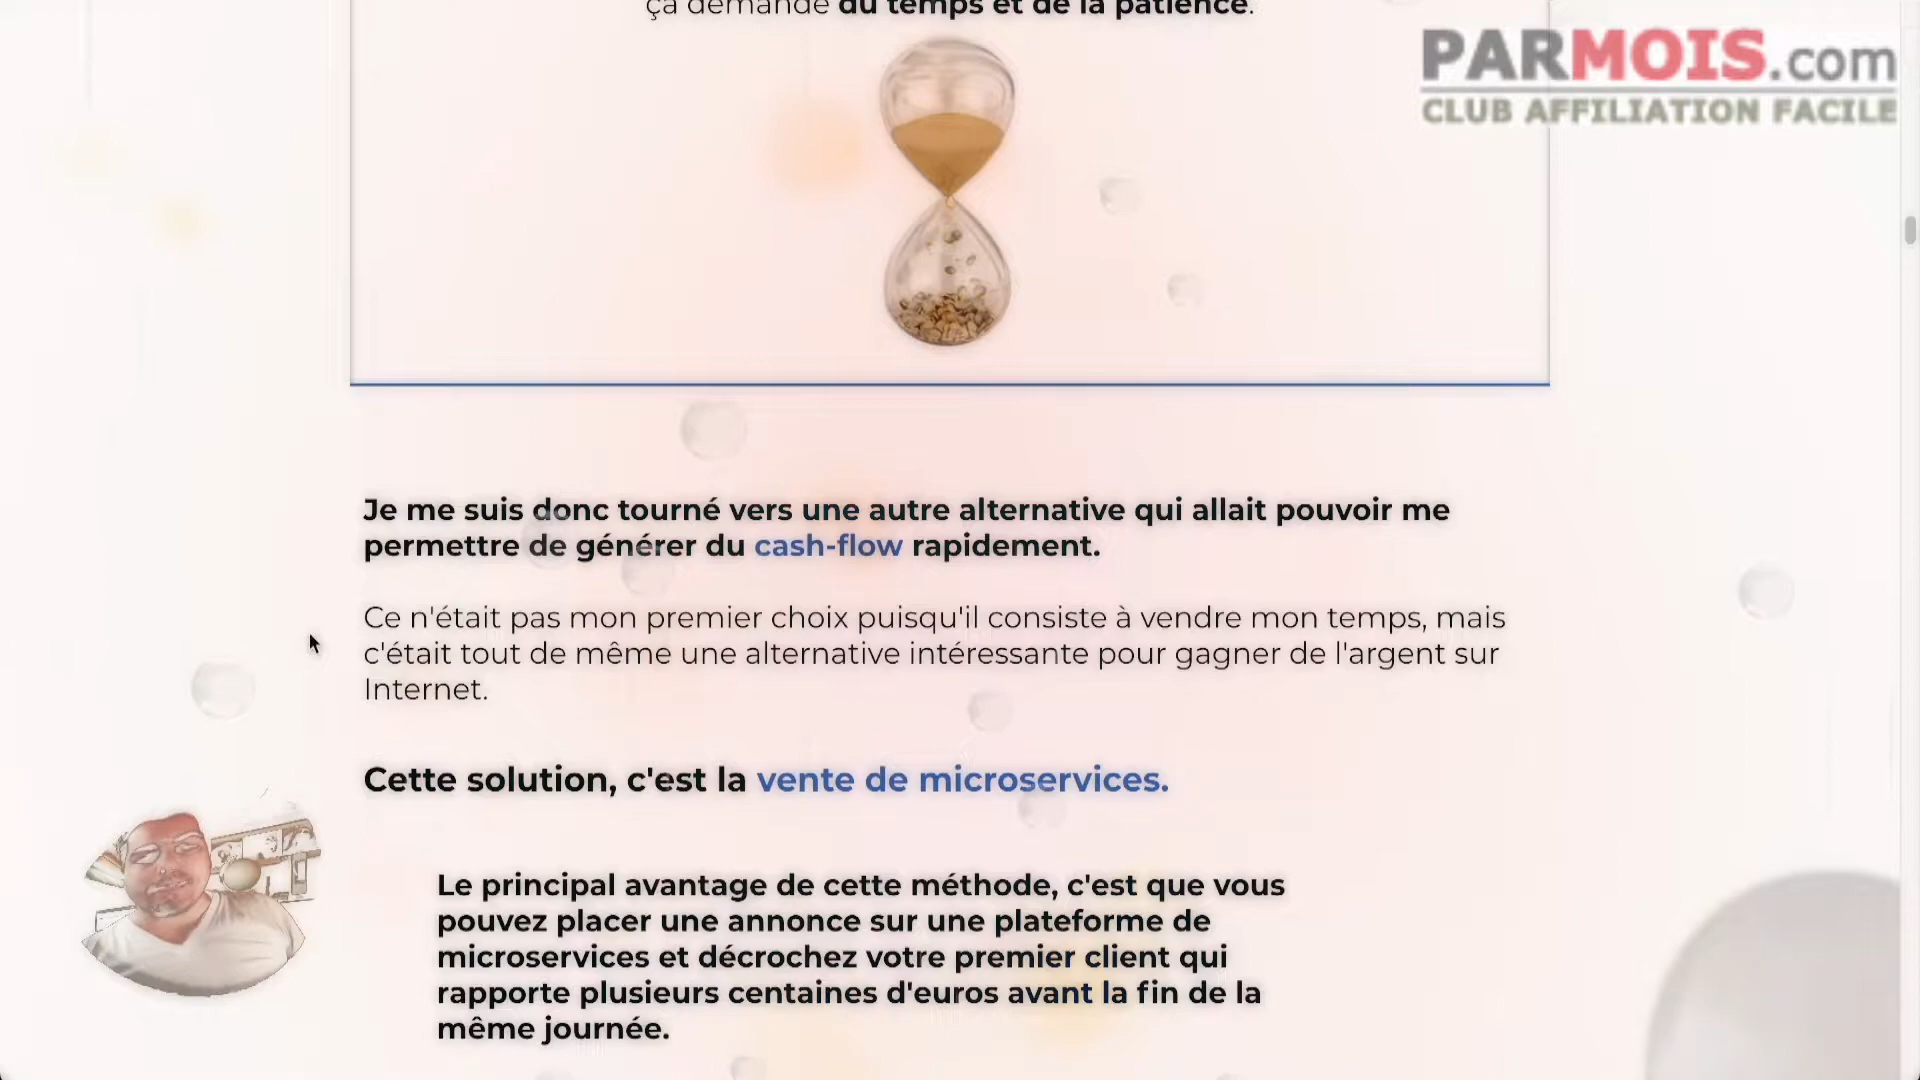 ça demande du temps et de la patience.
PARMOIS.com
CLUB AFFILIATION FACILE
Je me suis donc tourné vers une autre alternative qui allait pouvoir me
permettre de générer du cash-flow rapidement.
Ce n'était pas mon premier choix puisqu'il consiste à vendre mon temps, mais
c'était tout de même une alternative intéressante pour gagner de l'argent sur
Internet.
Cette solution, c'est la vente de microservices.
Le principal avantage de cette méthode, c'est que vous
pouvez placer une annonce sur une plateforme de
microservices et décrochez votre premier client qui
rapporte plusieurs centaines d'euros avant la fin de la
même journée.